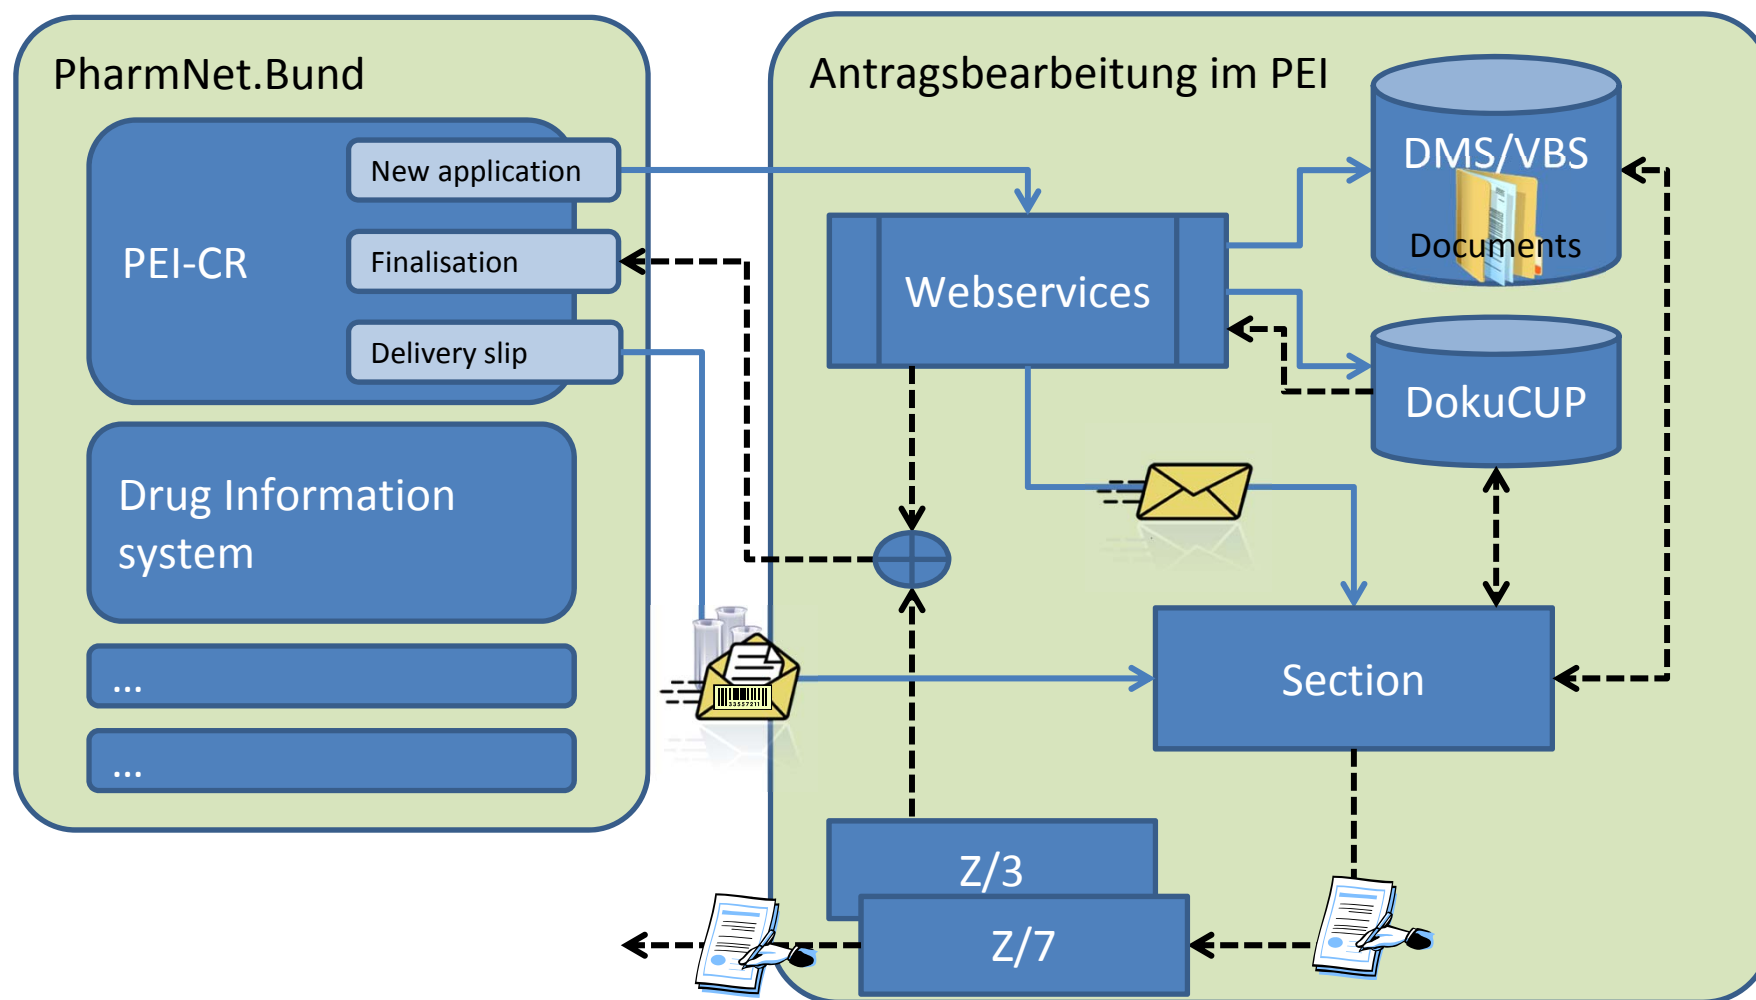 PharmNet.Bund
PEI-CR
New application
Finalisation
Delivery slip
Drug Information
system
...
...
Antragsbearbeitung im PEI
DMS/VBS
Documents
Webservices
DokuCUP
Section
33557211
Z/3
Z/7